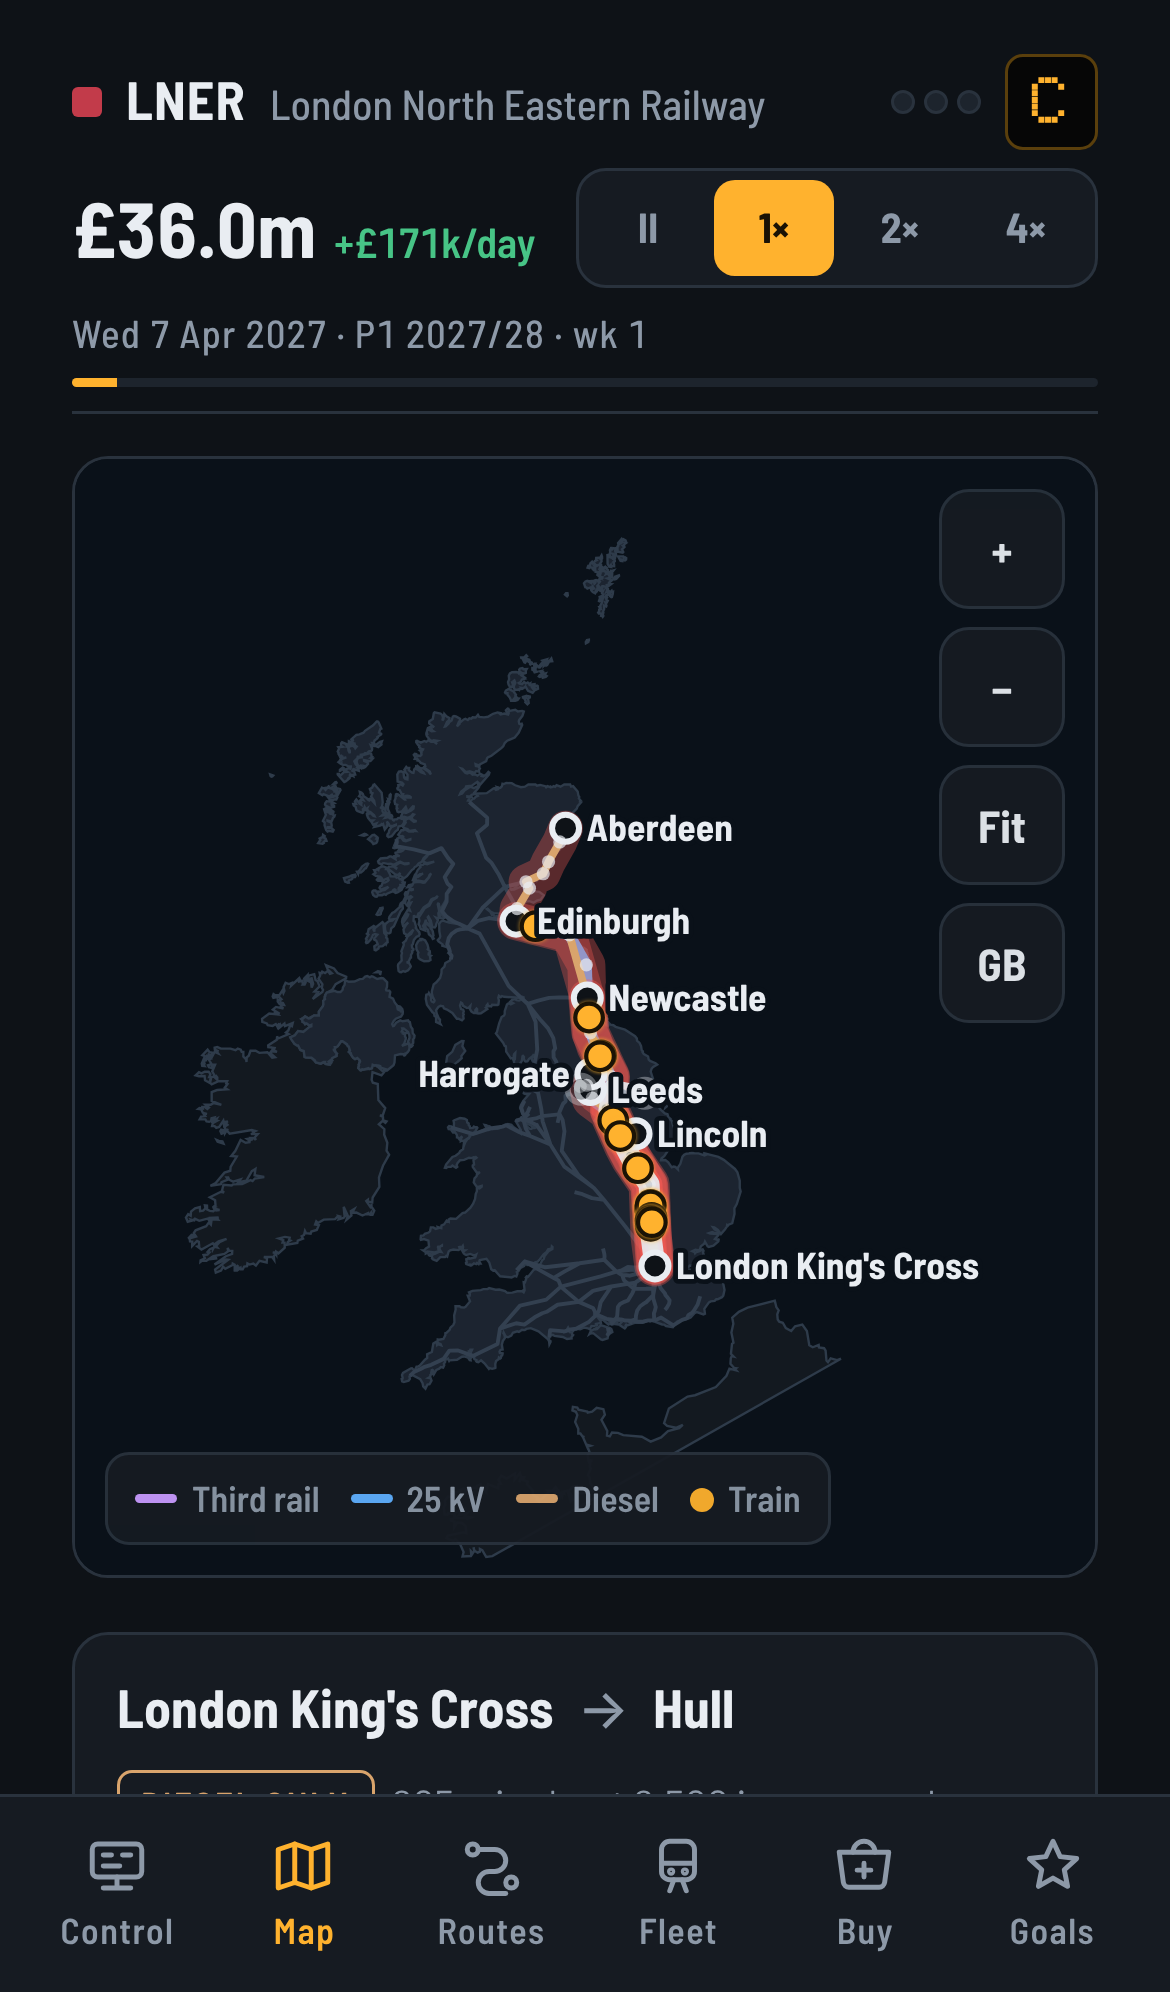 LNER London North Eastern Railway C
£36.0m +£171k/day 1× 2× 4×
Wed 7 Apr 2027 · P1 2027/28 · wk 1
+
−
Fit
GB
Aberdeen
Edinburgh
Newcastle
Harrogate
Leeds
Lincoln
London King's Cross
Third rail 25 kV Diesel Train
London King's Cross → Hull
Control Map Routes Fleet Buy Goals